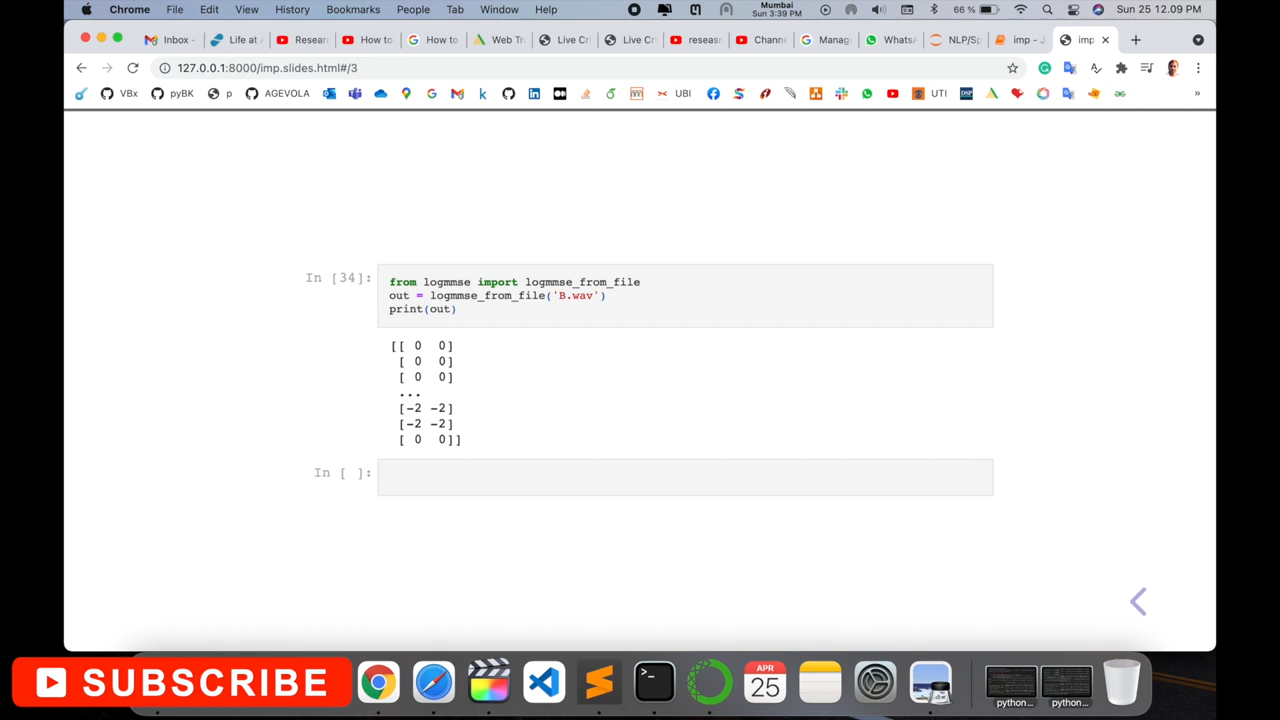 Chrome File Edit View History Bookmarks People Tab Window Help Mumbai Sun 3:39 PM 66 % Sun 25 12.09 PM
Inbox - Life at Resear How to How to Web Tr Live Cr Live Cr reseas Chann Manag Whats NLP/Sp imp - J imp
127.0.0.1:8000/imp.slides.html#/3
VBx pyBK p AGEVOLA UBI UTI »
In [34]: from logmmse import logmmse_from_file
out = logmmse_from_file('B.wav')
print(out)
[[ 0 0]
[ 0 0]
[ 0 0]
...
[-2 -2]
[-2 -2]
[ 0 0]]
In [ ]:
SUBSCRIBE
APR
25
python... python...